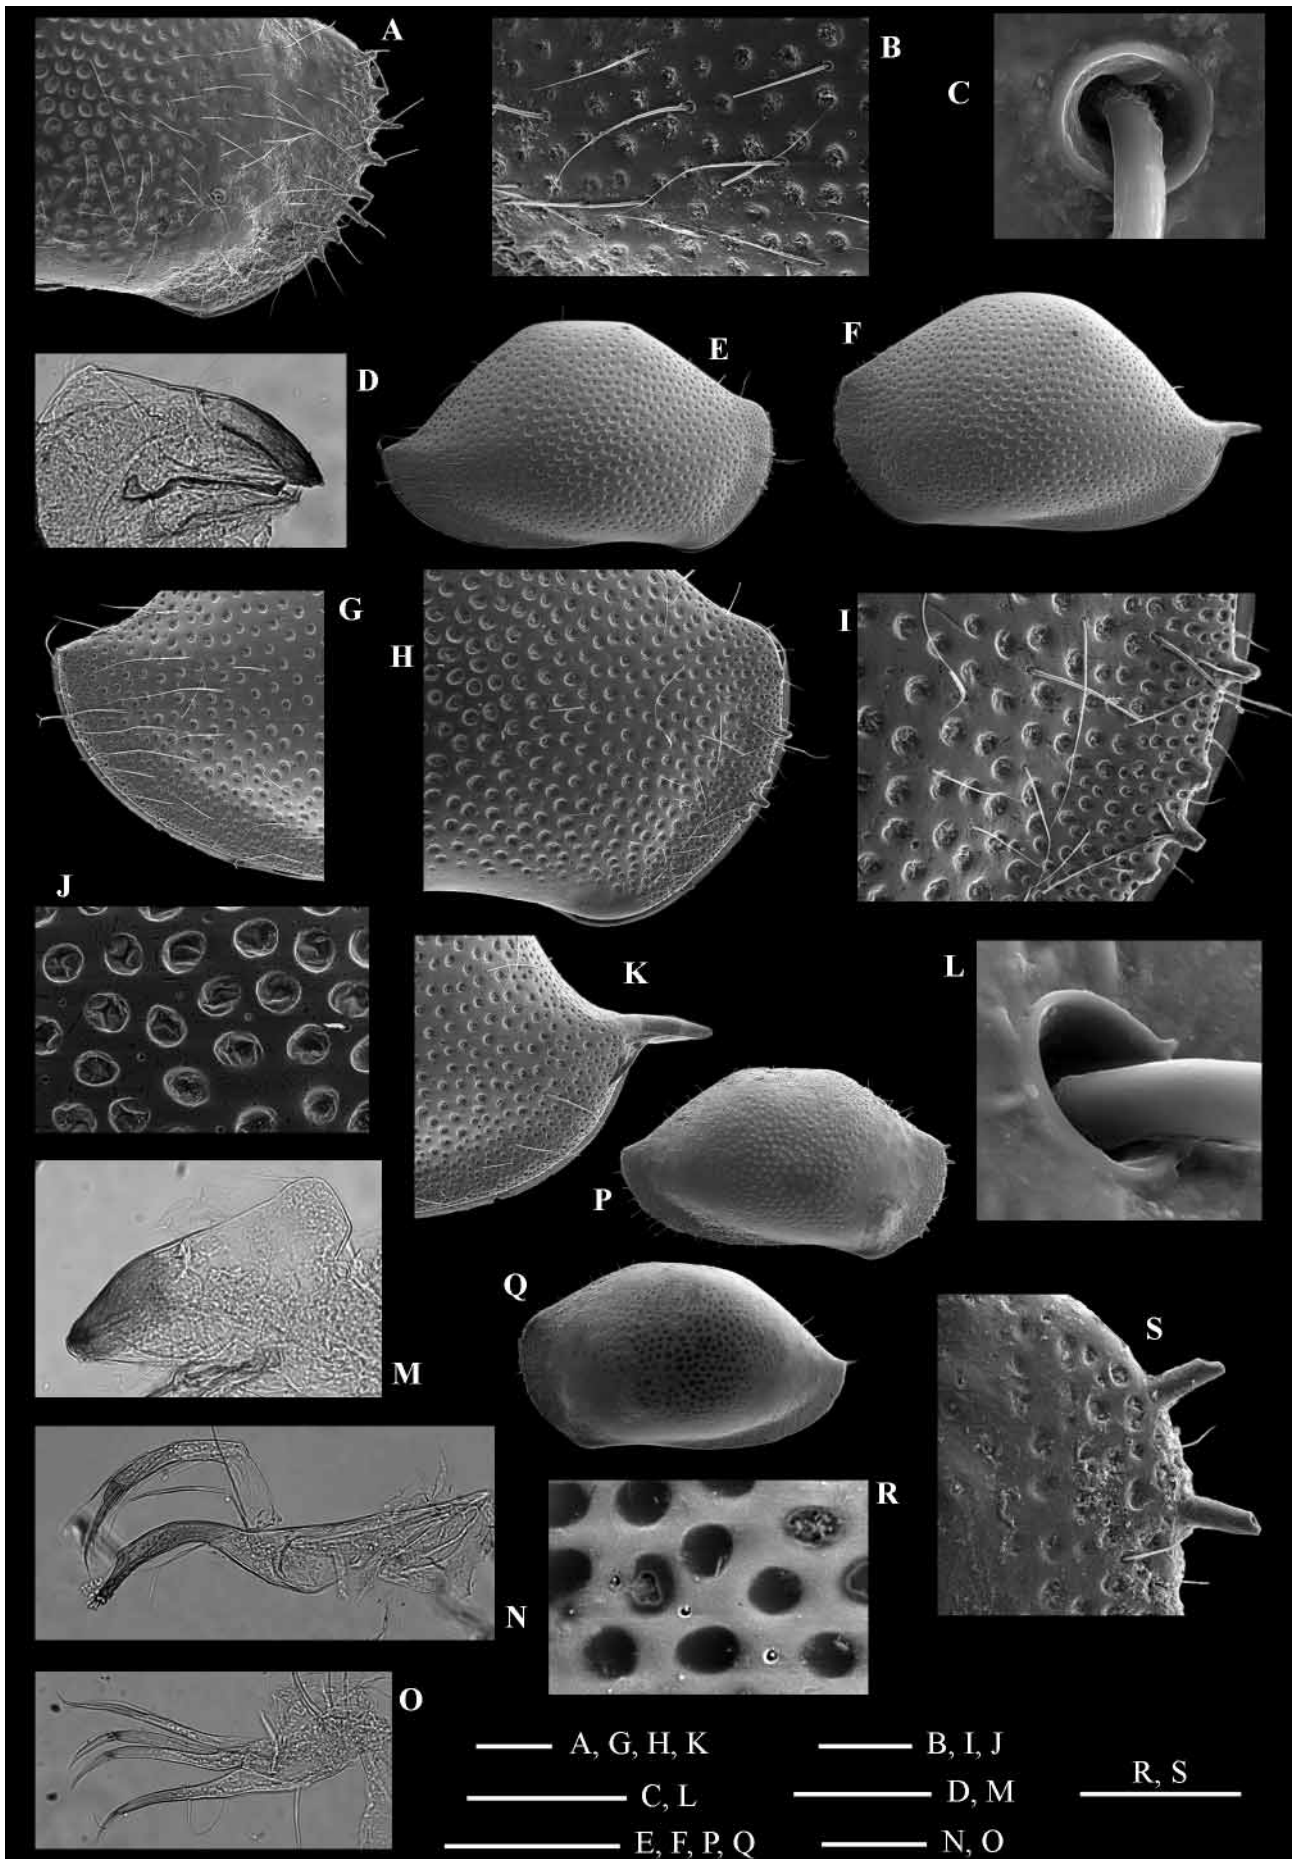 A
B
C
D
E
F
G
H
I
J
K
L
P
M
Q
S
N
R
O
A, G, H, K
B, I, J
R, S
C, L
D, M
E, F, P, Q
N, O